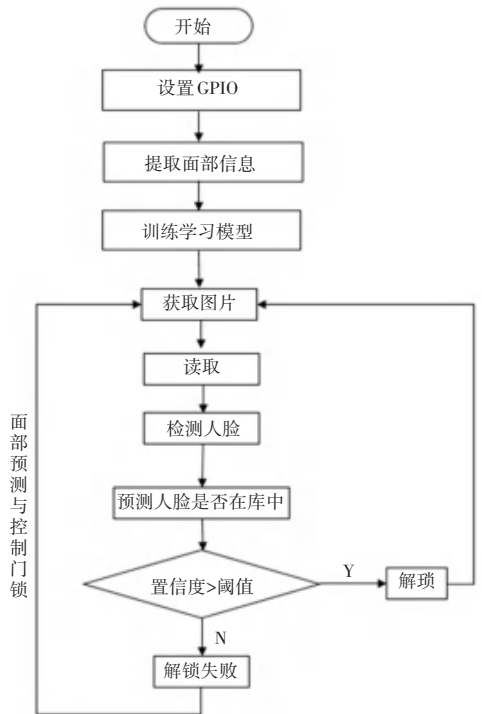 开始
设置GPIO
提取面部信息
训练学习模型
获取图片
读取
检测人脸
预测人脸是否在库中
置信度>阈值
Y
解琐
N
解锁失败
面部预测与控制门锁